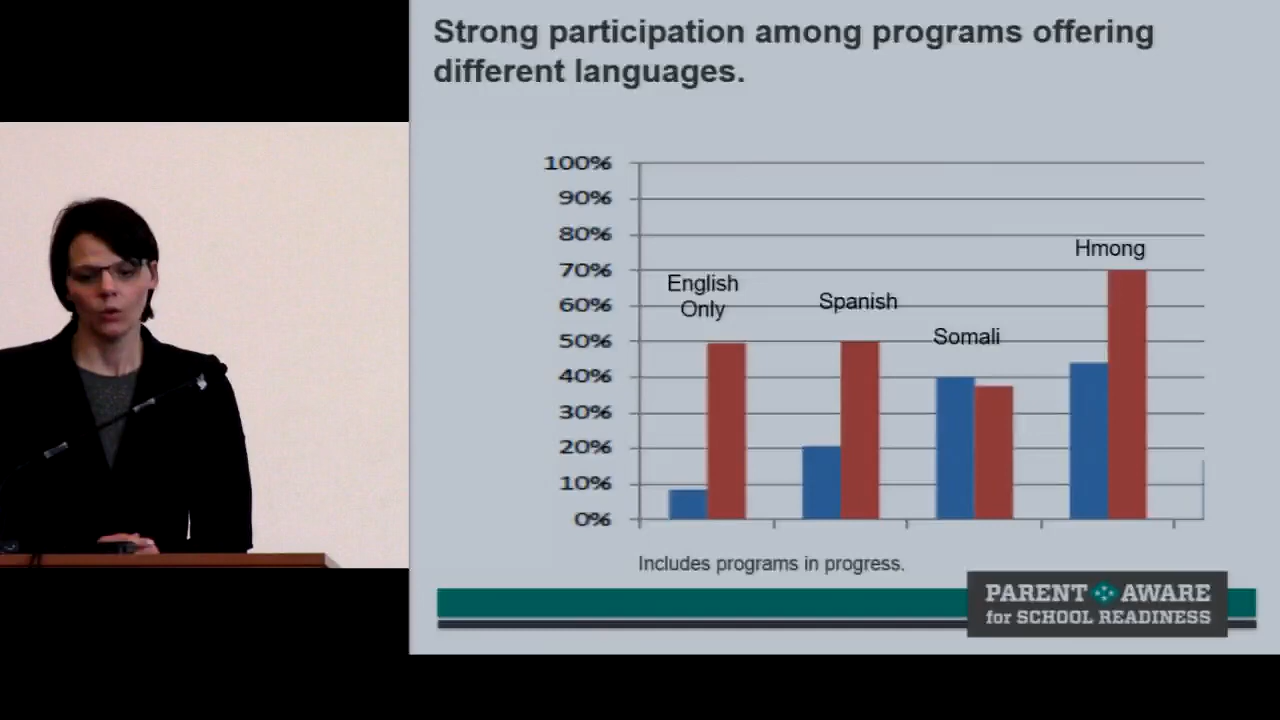 Strong participation among programs offering
different languages.
100%
90%
80%
70%
60%
50%
40%
30%
20%
10%
0%
English
Only
Spanish
Somali
Hmong
Includes programs in progress.
PARENT AWARE
for SCHOOL READINESS